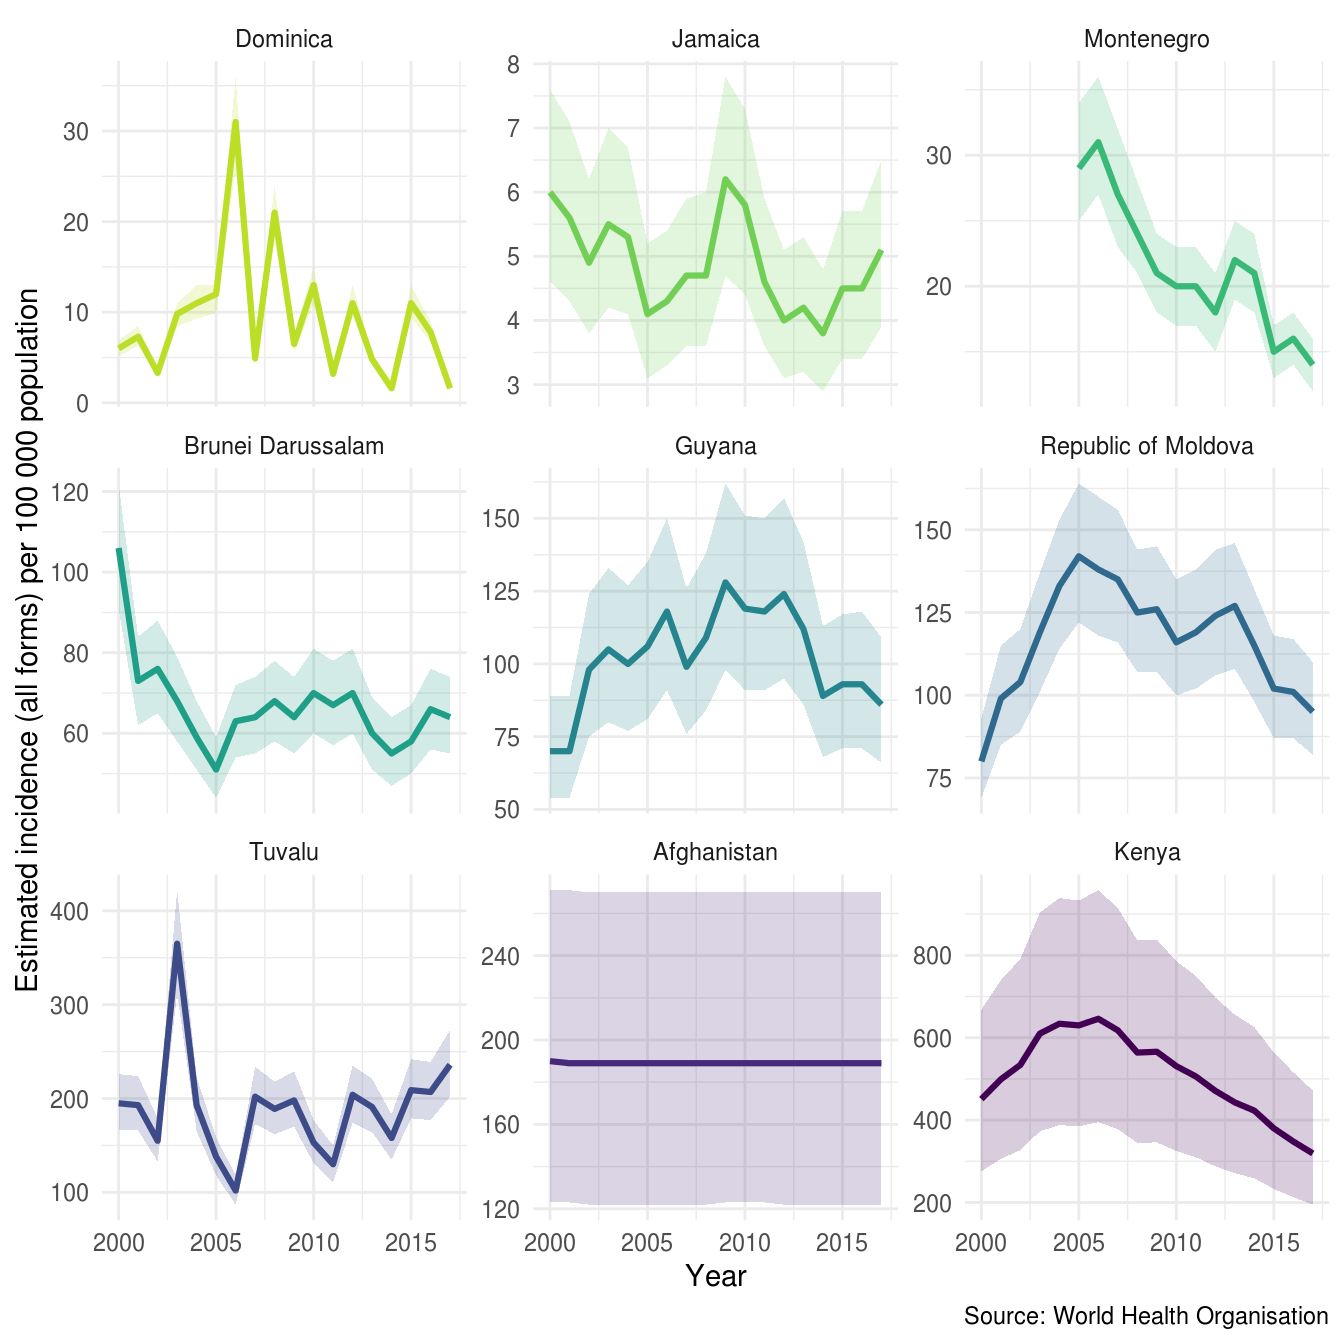 Dominica
Jamaica
Montenegro
30
20
10
0
8
7
6
5
4
3
30
20
Brunei Darussalam
Guyana
Republic of Moldova
120
100
80
60
150
125
100
75
50
150
125
100
75
Tuvalu
Afghanistan
Kenya
400
300
200
100
240
200
160
120
800
600
400
200
2000 2005 2010 2015
2000 2005 2010 2015
2000 2005 2010 2015
Estimated incidence (all forms) per 100 000 population
Year
Source: World Health Organisation